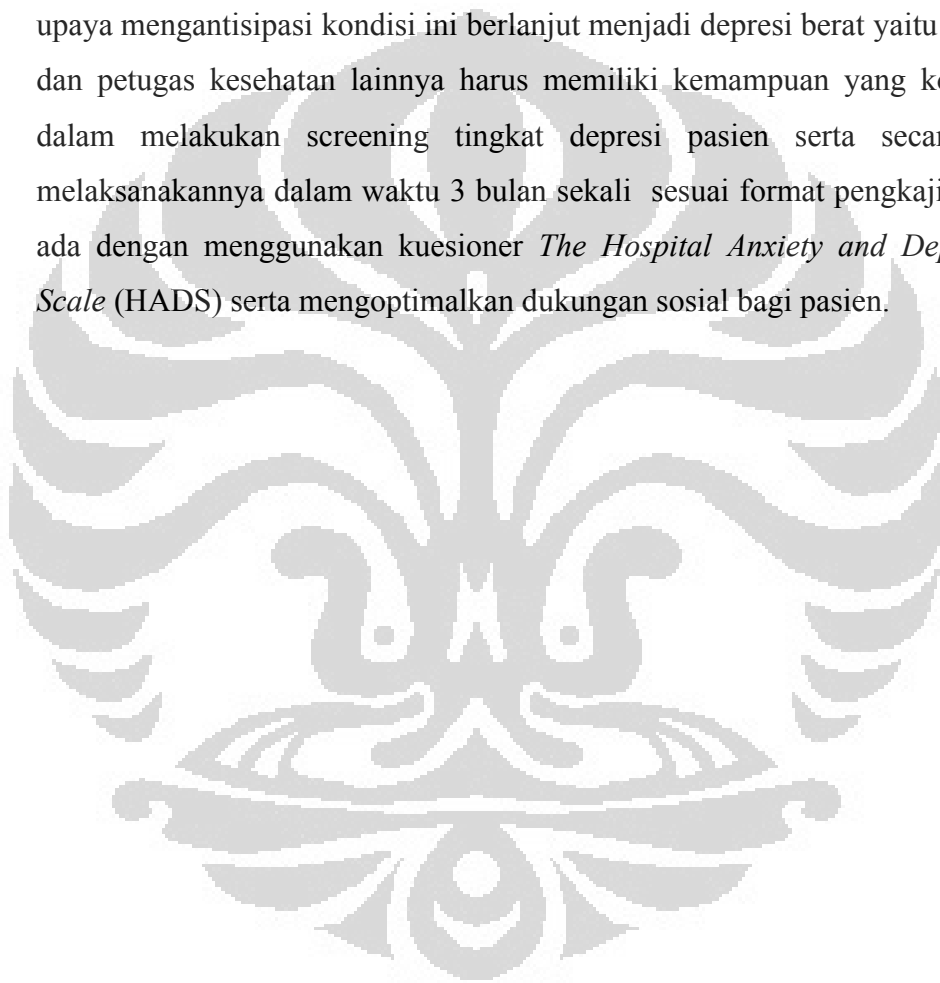 upaya mengantisipasi kondisi ini berlanjut menjadi depresi berat yaitu
dan petugas kesehatan lainnya harus memiliki kemampuan yang
dalam melakukan screening tingkat depresi pasien serta
melaksanakannya dalam waktu 3 bulan sekali sesuai format
ada dengan menggunakan kuesioner The Hospital Anxiety and
Scale (HADS) serta mengoptimalkan dukungan sosial bagi pasien.